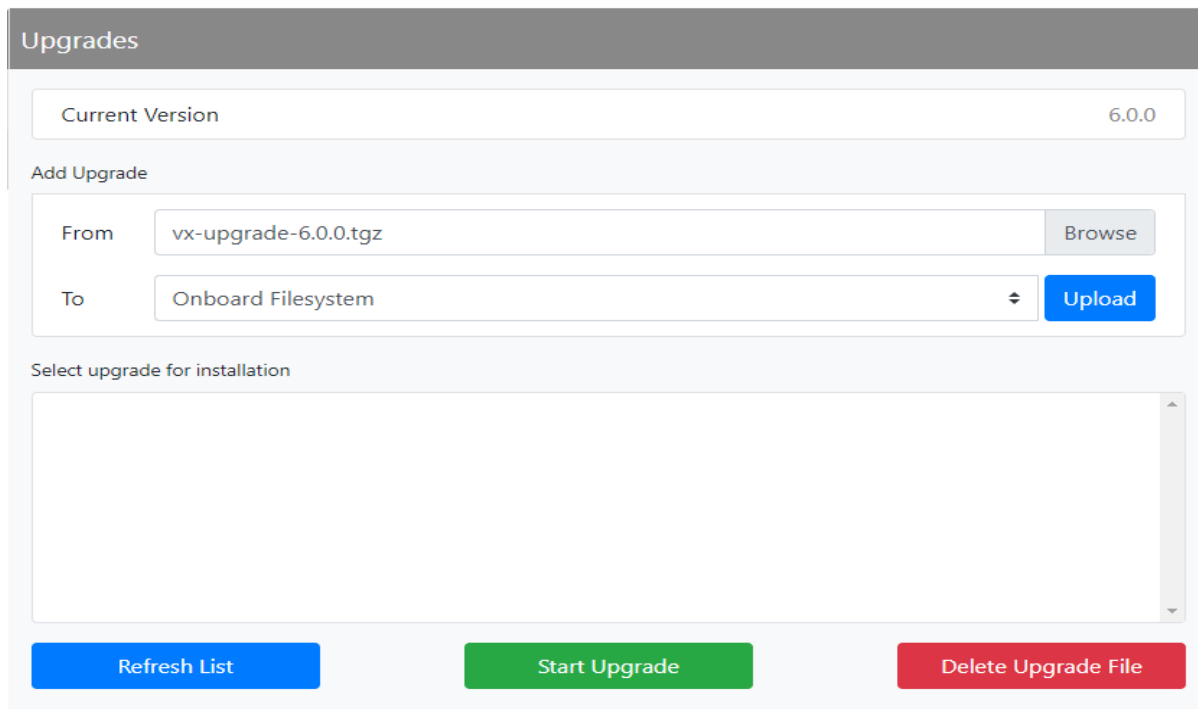 Upgrades
Current Version 6.0.0
Add Upgrade
From vx-upgrade-6.0.0.tgz Browse
To Onboard Filesystem Upload
Select upgrade for installation
Refresh List Start Upgrade Delete Upgrade File